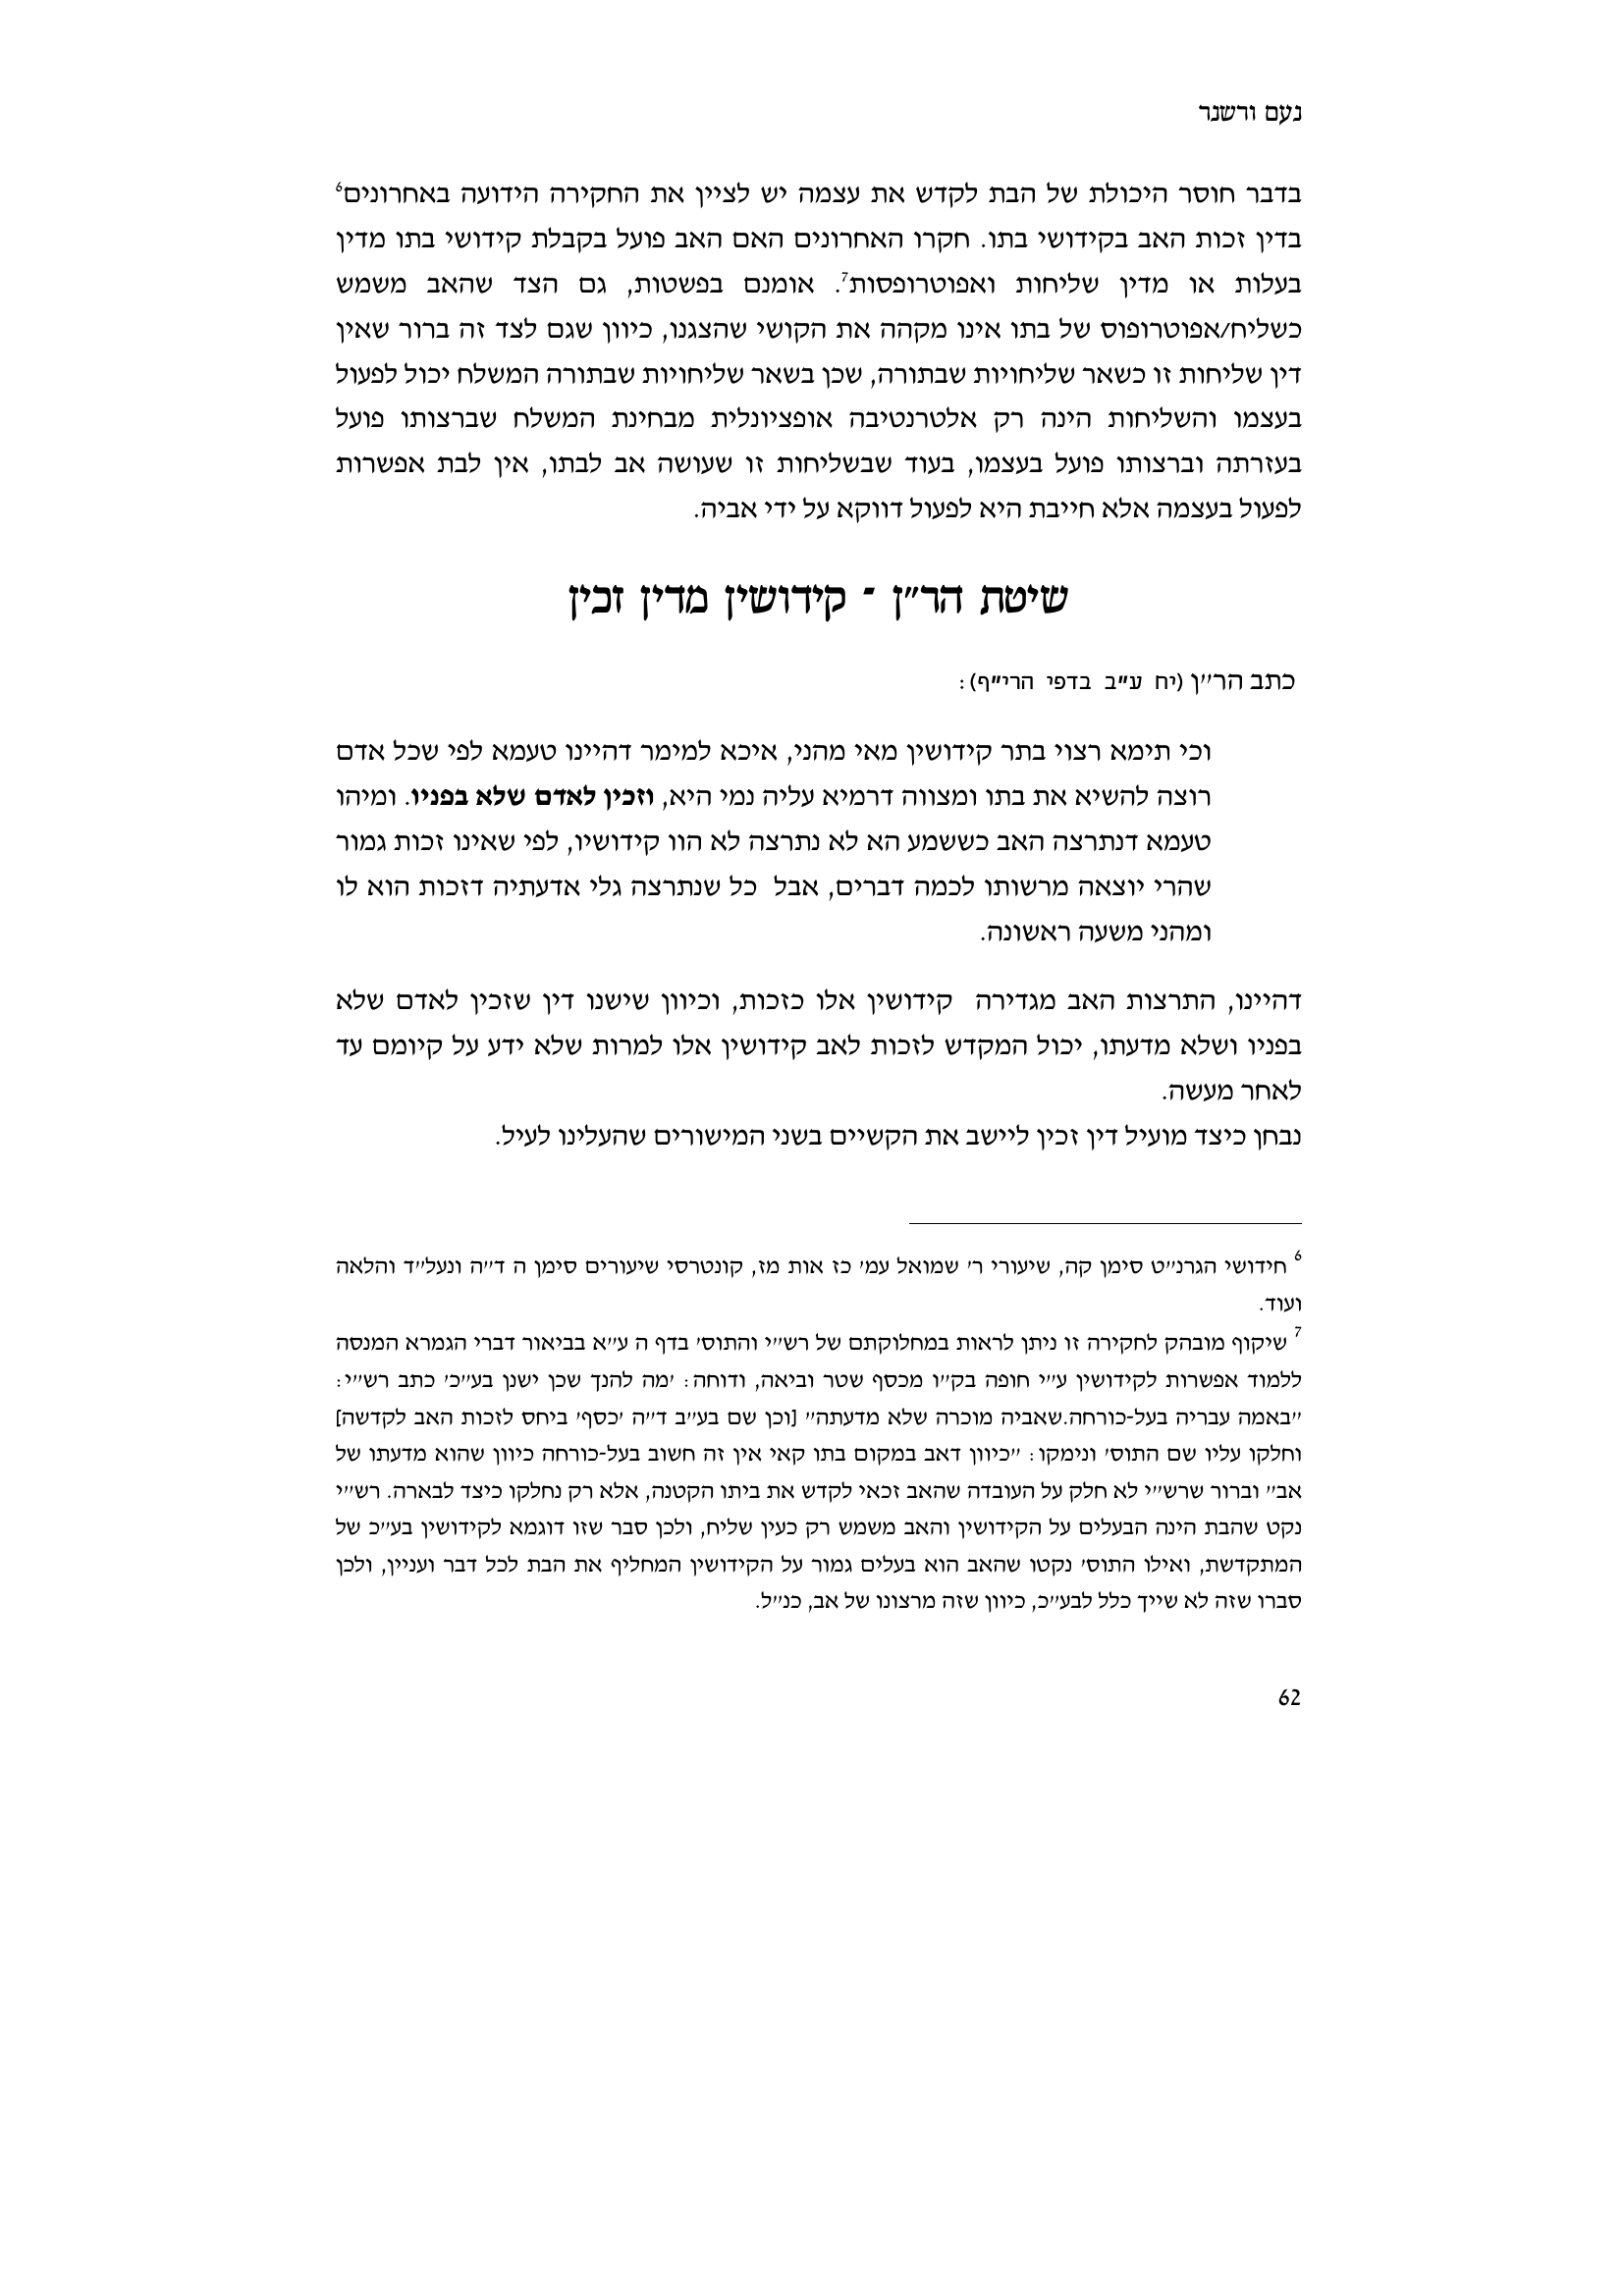 נעם ורשנר
בדבר חוסר היכולת של הבת לקדש את עצמה יש לציין את החקירה הידועה באחרונים6
בדין זכות האב בקידושי בתו. חקרו האחרונים האם האב פועל בקבלת קידושי בתו מדין
בעלות או מדין שליחות ואפוטרופסות7. אומנם בפשטות, גם הצד שהאב משמש
כשליח/אפוטרופוס של בתו אינו מקהה את הקושי שהצגנו, כיוון שגם לצד זה ברור שאין
דין שליחות זו כשאר שליחויות שבתורה, שכן בשאר שליחויות שבתורה המשלח יכול לפעול
בעצמו והשליחות הינה רק אלטרנטיבה אופציונלית מבחינת המשלח שברצותו פועל
בעזרתה וברצותו פועל בעצמו, בעוד שבשליחות זו שעושה אב לבתו, אין לבת אפשרות
לפעול בעצמה אלא חייבת היא לפעול דווקא על ידי אביה.
שיטת הר״ן - קידושין מדין זכין
כתב הר״ן (יח ע"ב בדפי הרי"ף):
וכי תימא רצוי בתר קידושין מאי מהני, איכא למימר דהיינו טעמא לפי שכל אדם
רוצה להשיא את בתו ומצווה דרמיא עליה נמי היא, וזכין לאדם שלא בפניו. ומיהו
טעמא דנתרצה האב כששמע הא לא נתרצה לא הוו קידושיו, לפי שאינו זכות גמור
שהרי יוצאה מרשותו לכמה דברים, אבל כל שנתרצה גלי אדעתיה דזכות הוא לו
ומהני משעה ראשונה.
דהיינו, התרצות האב מגדירה קידושין אלו כזכות, וכיוון שישנו דין שזכין לאדם שלא
בפניו ושלא מדעתו, יכול המקדש לזכות לאב קידושין אלו למרות שלא ידע על קיומם עד
לאחר מעשה.
נבחן כיצד מועיל דין זכין ליישב את הקשיים בשני המישורים שהעלינו לעיל.
6 חידושי הגרנ״ט סימן קה, שיעורי ר׳ שמואל עמ׳ כז אות מז, קונטרסי שיעורים סימן ה ד״ה ונעל״ד והלאה
ועוד.
7 שיקוף מובהק לחקירה זו ניתן לראות במחלוקתם של רש״י והתוס׳ בדף ה ע״א בביאור דברי הגמרא המנסה
ללמוד אפשרות לקידושין ע״י חופה בק״ו מכסף שטר וביאה, ודוחה: ׳מה להנך שכן ישנן בע״כ׳ כתב רש״י:
״באמה עבריה בעל-כורחה.שאביה מוכרה שלא מדעתה״ [וכן שם בע״ב ד״ה ׳כסף׳ ביחס לזכות האב לקדשה]
וחלקו עליו שם התוס׳ ונימקו: ״כיוון דאב במקום בתו קאי אין זה חשוב בעל-כורחה כיוון שהוא מדעתו של
אב״ וברור שרש״י לא חלק על העובדה שהאב זכאי לקדש את ביתו הקטנה, אלא רק נחלקו כיצד לבארה. רש״י
נקט שהבת הינה הבעלים על הקידושין והאב משמש רק כעין שליח, ולכן סבר שזו דוגמא לקידושין בע״כ של
המתקדשת, ואילו התוס׳ נקטו שהאב הוא בעלים גמור על הקידושין המחליף את הבת לכל דבר ועניין, ולכן
סברו שזה לא שייך כלל לבע״כ, כיוון שזה מרצונו של אב, כנ״ל.
62